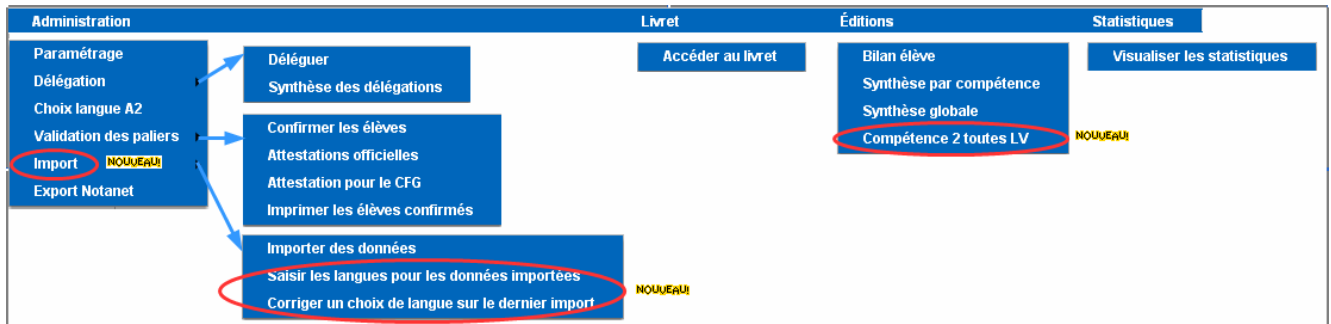 Administration
Livret
Éditions
Statistiques
Paramétrage
Délégation
Choix langue A2
Validation des paliers
Import NOUVEAU!
Export Notanet
Déléguer
Synthèse des délégations
Confirmer les élèves
Attestations officielles
Attestation pour le CFG
Imprimer les élèves confirmés
Importer des données
Saisir les langues pour les données importées
Corriger un choix de langue sur le dernier import
NOUVEAU!
Accéder au livret
Bilan élève
Synthèse par compétence
Synthèse globale
Compétence 2 toutes LV
NOUVEAU!
Visualiser les statistiques